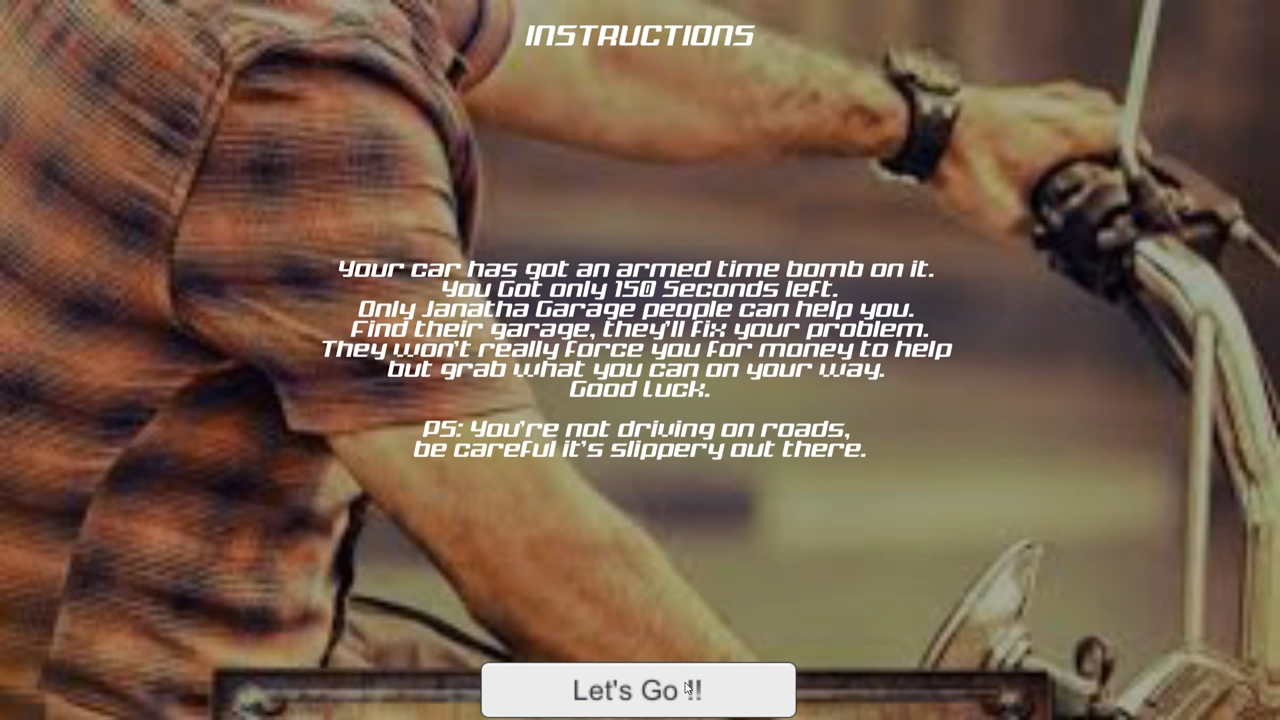 INSTRUCTIONS
Your car has got an armed time bomb on it.
You Got only 150 Seconds left.
Only Janatha Garage people can help you.
Find their garage, they'll fix your problem.
They won't really force you for money to help
but grab what you can on your way.
Good Luck.
PS: You're not driving on roads,
be careful it's slippery out there.
Let's Go !!